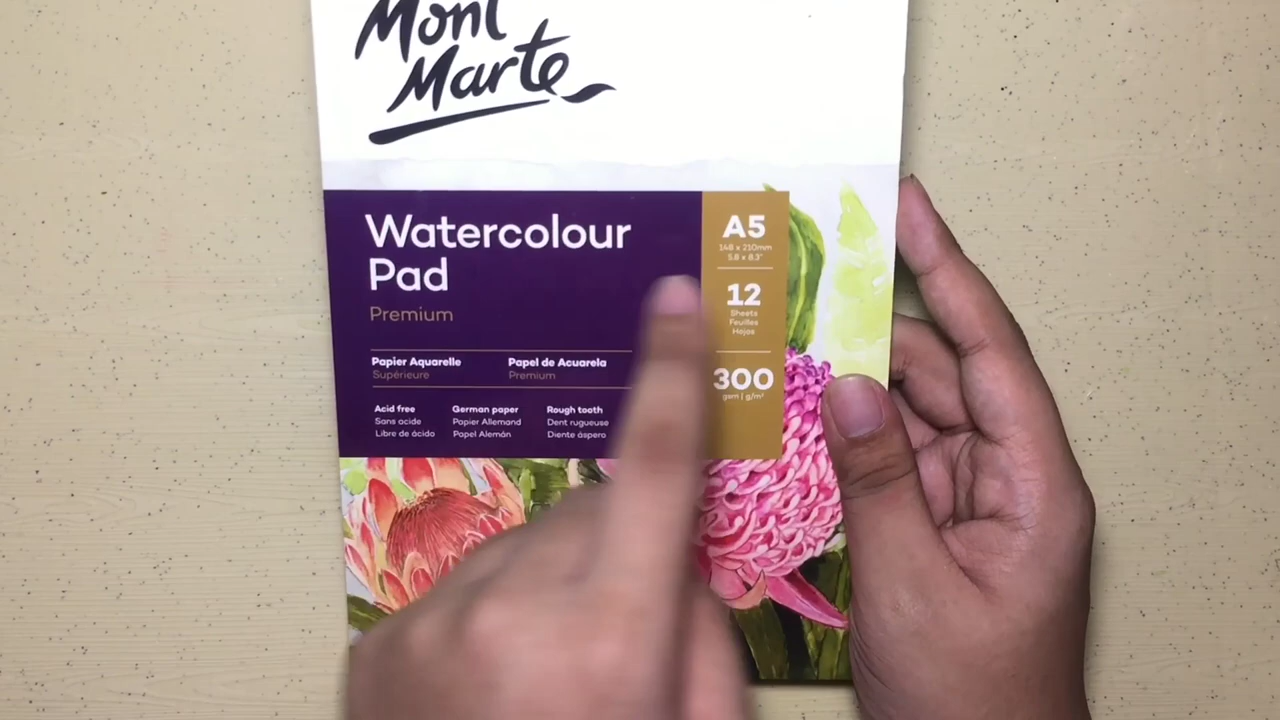 Mont
Marte
Watercolour
Pad
Premium
Papier Aquarelle
Supérieure
Papel de Acuarela
Premium
Acid free
Sans acide
Libre de ácido
German paper
Papier Allemand
Papel Alemán
Rough tooth
Dent rugueuse
Diente áspero
A5
148 x 210mm
5.8 x 8.3"
12
Sheets
Feuilles
Hojas
300
gsm | g/m²